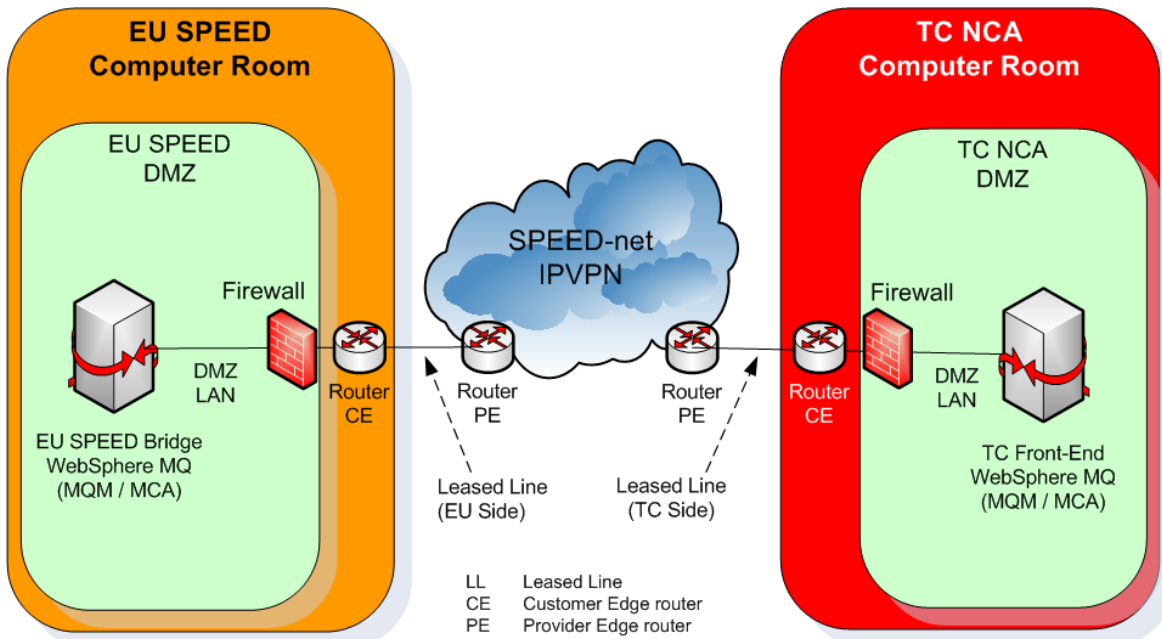 EU SPEED
Computer Room
EU SPEED
DMZ
Firewall
DMZ
LAN
Router
CE
EU SPEED Bridge
WebSphere MQ
(MQM / MCA)
SPEED-net
IPVPN
Router
PE
Router
PE
Leased Line
(EU Side)
Leased Line
(TC Side)
TC NCA
Computer Room
TC NCA
DMZ
Firewall
Router
CE
DMZ
LAN
TC Front-End
WebSphere MQ
(MQM / MCA)
LL Leased Line
CE Customer Edge router
PE Provider Edge router